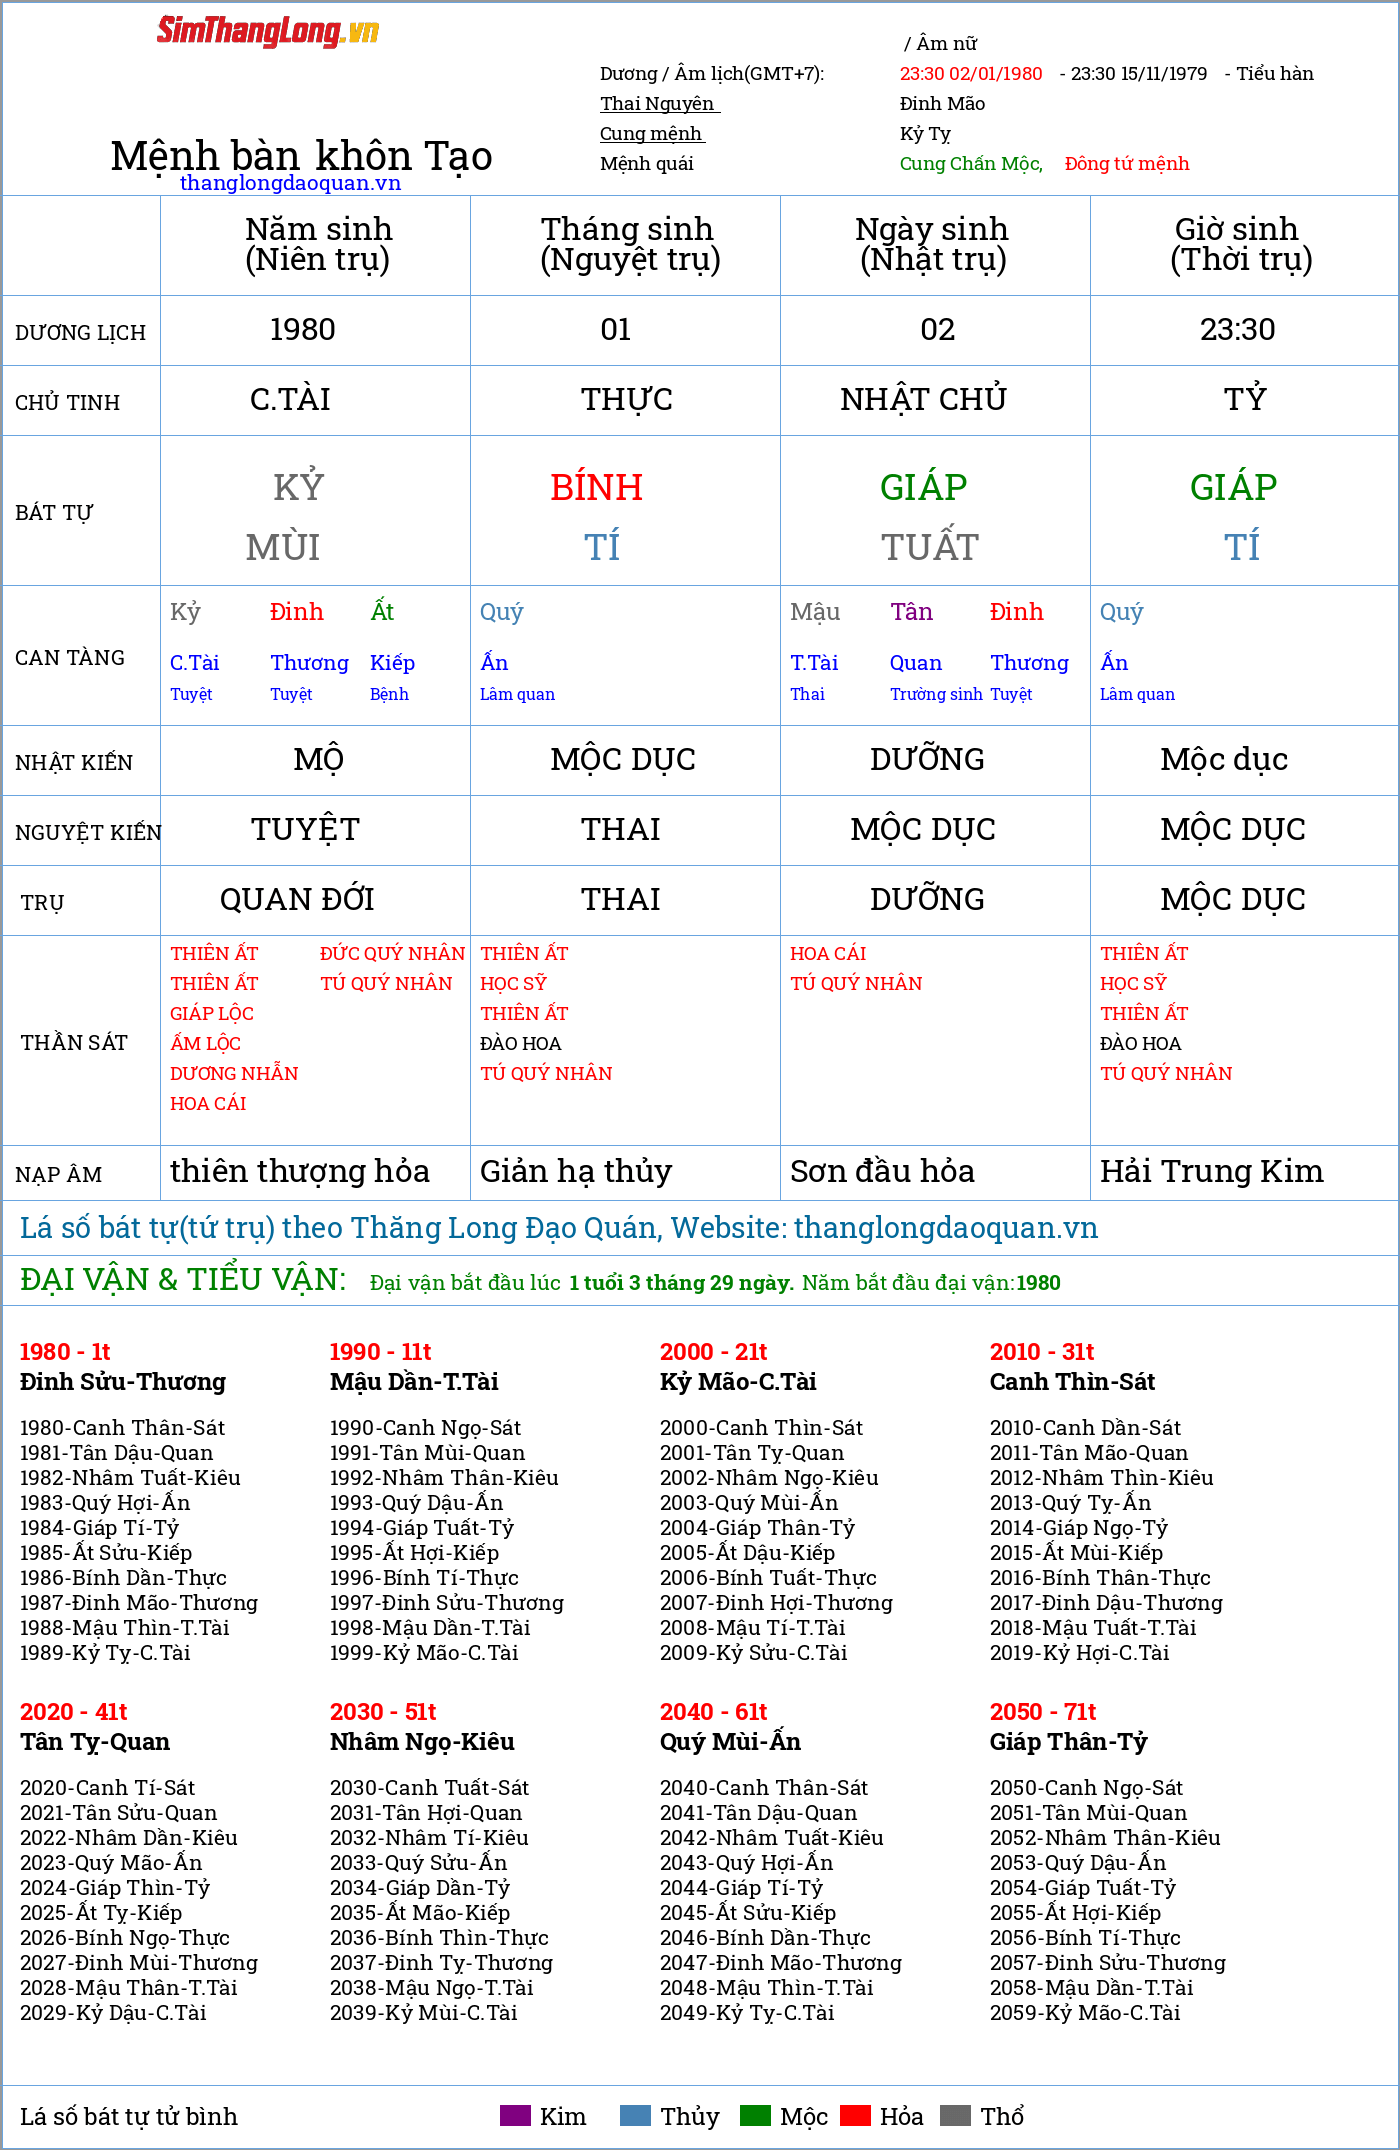 SimThangLong.vn
/ Âm nữ
Dương / Âm lịch(GMT+7): 23:30 02/01/1980 - 23:30 15/11/1979 - Tiểu hàn
Thai Nguyên Đinh Mão
Cung mệnh Kỷ Tỵ
Mệnh quái Cung Chấn Mộc, Đông tứ mệnh
Mệnh bàn khôn Tạo
thanglongdaoquan.vn
Năm sinh Tháng sinh Ngày sinh Giờ sinh
(Niên trụ) (Nguyệt trụ) (Nhật trụ) (Thời trụ)
DƯƠNG LỊCH 1980 01 02 23:30
CHỦ TINH C.TÀI THỰC NHẬT CHỦ TỶ
KỶ BÍNH GIÁP GIÁP
BÁT TỰ
MÙI TÍ TUẤT TÍ
Kỷ Đinh Ất Quý Mậu Tân Đinh Quý
CAN TÀNG
C.Tài Thương Kiếp Ấn T.Tài Quan Thương Ấn
Tuyệt Tuyệt Bệnh Lâm quan Thai Trường sinh Tuyệt Lâm quan
NHẬT KIẾN MỘ MỘC DỤC DƯỠNG Mộc dục
NGUYỆT KIẾN TUYỆT THAI MỘC DỤC MỘC DỤC
TRỤ QUAN ĐỚI THAI DƯỠNG MỘC DỤC
THIÊN ẤT ĐỨC QUÝ NHÂN THIÊN ẤT HOA CÁI THIÊN ẤT
THIÊN ẤT TÚ QUÝ NHÂN HỌC SỸ TÚ QUÝ NHÂN HỌC SỸ
GIÁP LỘC THIÊN ẤT THIÊN ẤT
THẦN SÁT ÁM LỘC ĐÀO HOA ĐÀO HOA
DƯƠNG NHẪN TÚ QUÝ NHÂN TÚ QUÝ NHÂN
HOA CÁI
NẠP ÂM thiên thượng hỏa Giản hạ thủy Sơn đầu hỏa Hải Trung Kim
Lá số bát tự(tứ trụ) theo Thăng Long Đạo Quán, Website: thanglongdaoquan.vn
ĐẠI VẬN & TIỂU VẬN: Đại vận bắt đầu lúc 1 tuổi 3 tháng 29 ngày. Năm bắt đầu đại vận:1980
1980 - 1t 1990 - 11t 2000 - 21t 2010 - 31t
Đinh Sửu-Thương Mậu Dần-T.Tài Kỷ Mão-C.Tài Canh Thìn-Sát
1980-Canh Thân-Sát 1990-Canh Ngọ-Sát 2000-Canh Thìn-Sát 2010-Canh Dần-Sát
1981-Tân Dậu-Quan 1991-Tân Mùi-Quan 2001-Tân Tỵ-Quan 2011-Tân Mão-Quan
1982-Nhâm Tuất-Kiêu 1992-Nhâm Thân-Kiêu 2002-Nhâm Ngọ-Kiêu 2012-Nhâm Thìn-Kiêu
1983-Quý Hợi-Ấn 1993-Quý Dậu-Ấn 2003-Quý Mùi-Ấn 2013-Quý Tỵ-Ấn
1984-Giáp Tí-Tỷ 1994-Giáp Tuất-Tỷ 2004-Giáp Thân-Tỷ 2014-Giáp Ngọ-Tỷ
1985-Ất Sửu-Kiếp 1995-Ất Hợi-Kiếp 2005-Ất Dậu-Kiếp 2015-Ất Mùi-Kiếp
1986-Bính Dần-Thực 1996-Bính Tí-Thực 2006-Bính Tuất-Thực 2016-Bính Thân-Thực
1987-Đinh Mão-Thương 1997-Đinh Sửu-Thương 2007-Đinh Hợi-Thương 2017-Đinh Dậu-Thương
1988-Mậu Thìn-T.Tài 1998-Mậu Dần-T.Tài 2008-Mậu Tí-T.Tài 2018-Mậu Tuất-T.Tài
1989-Kỷ Tỵ-C.Tài 1999-Kỷ Mão-C.Tài 2009-Kỷ Sửu-C.Tài 2019-Kỷ Hợi-C.Tài
2020 - 41t 2030 - 51t 2040 - 61t 2050 - 71t
Tân Tỵ-Quan Nhâm Ngọ-Kiêu Quý Mùi-Ấn Giáp Thân-Tỷ
2020-Canh Tí-Sát 2030-Canh Tuất-Sát 2040-Canh Thân-Sát 2050-Canh Ngọ-Sát
2021-Tân Sửu-Quan 2031-Tân Hợi-Quan 2041-Tân Dậu-Quan 2051-Tân Mùi-Quan
2022-Nhâm Dần-Kiêu 2032-Nhâm Tí-Kiêu 2042-Nhâm Tuất-Kiêu 2052-Nhâm Thân-Kiêu
2023-Quý Mão-Ấn 2033-Quý Sửu-Ấn 2043-Quý Hợi-Ấn 2053-Quý Dậu-Ấn
2024-Giáp Thìn-Tỷ 2034-Giáp Dần-Tỷ 2044-Giáp Tí-Tỷ 2054-Giáp Tuất-Tỷ
2025-Ất Tỵ-Kiếp 2035-Ất Mão-Kiếp 2045-Ất Sửu-Kiếp 2055-Ất Hợi-Kiếp
2026-Bính Ngọ-Thực 2036-Bính Thìn-Thực 2046-Bính Dần-Thực 2056-Bính Tí-Thực
2027-Đinh Mùi-Thương 2037-Đinh Tỵ-Thương 2047-Đinh Mão-Thương 2057-Đinh Sửu-Thương
2028-Mậu Thân-T.Tài 2038-Mậu Ngọ-T.Tài 2048-Mậu Thìn-T.Tài 2058-Mậu Dần-T.Tài
2029-Kỷ Dậu-C.Tài 2039-Kỷ Mùi-C.Tài 2049-Kỷ Tỵ-C.Tài 2059-Kỷ Mão-C.Tài
Lá số bát tự tử bình Kim Thủy Mộc Hỏa Thổ